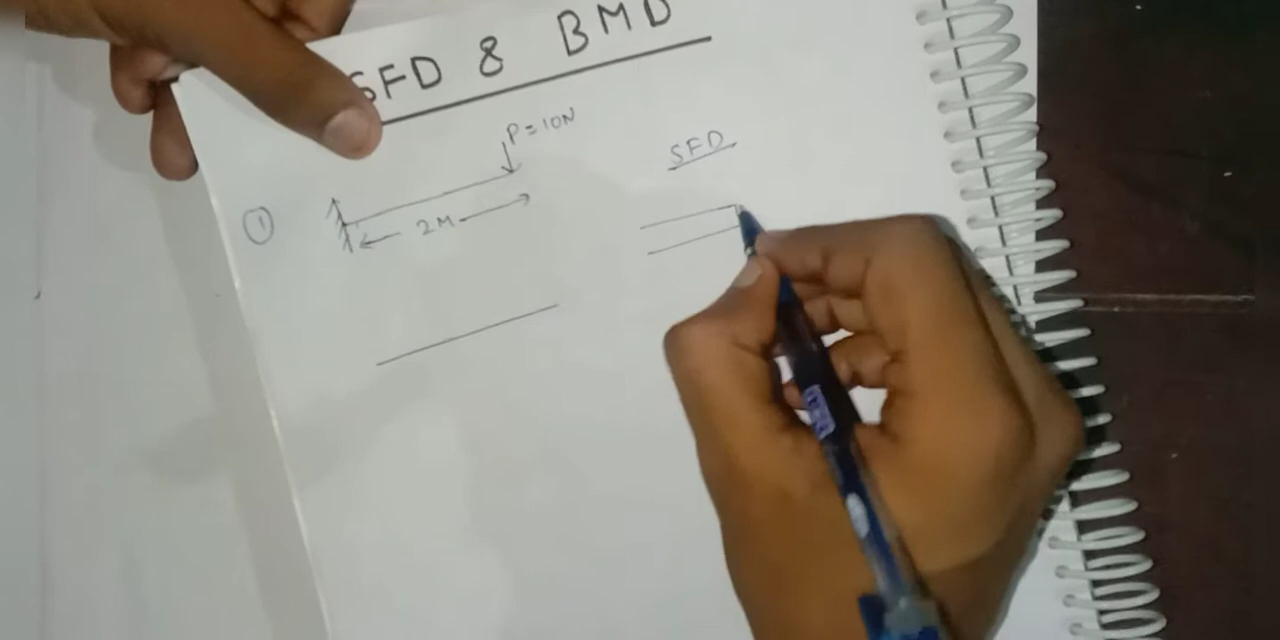 SFD & BMD
P = 10N
SFD
① 2M